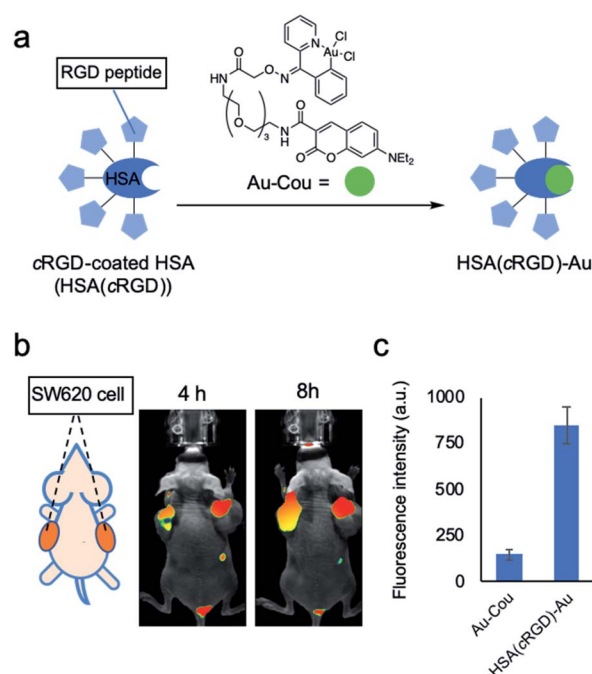 a
RGD peptide
HSA
cRGD-coated HSA
(HSA(cRGD))
N
Au
Cl
Cl
O
O
N
HN
O
3
NH
O
O
O
NEt2
Au-Cou =
HSA(cRGD)-Au
b
SW620 cell
4 h
8h
c
Fluorescence intensity (a.u.)
1000
750
500
250
0
Au-Cou
HSA(cRGD)-Au